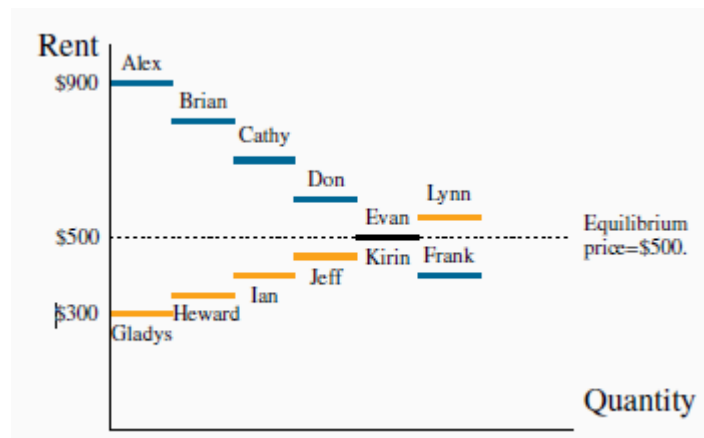 Rent
Alex
$900
Brian
Cathy
Don
Lynn
Evan
Equilibrium
$500
price=$500.
Kirin Frank
Jeff
Ian
$300
Heward
Gladys
Quantity